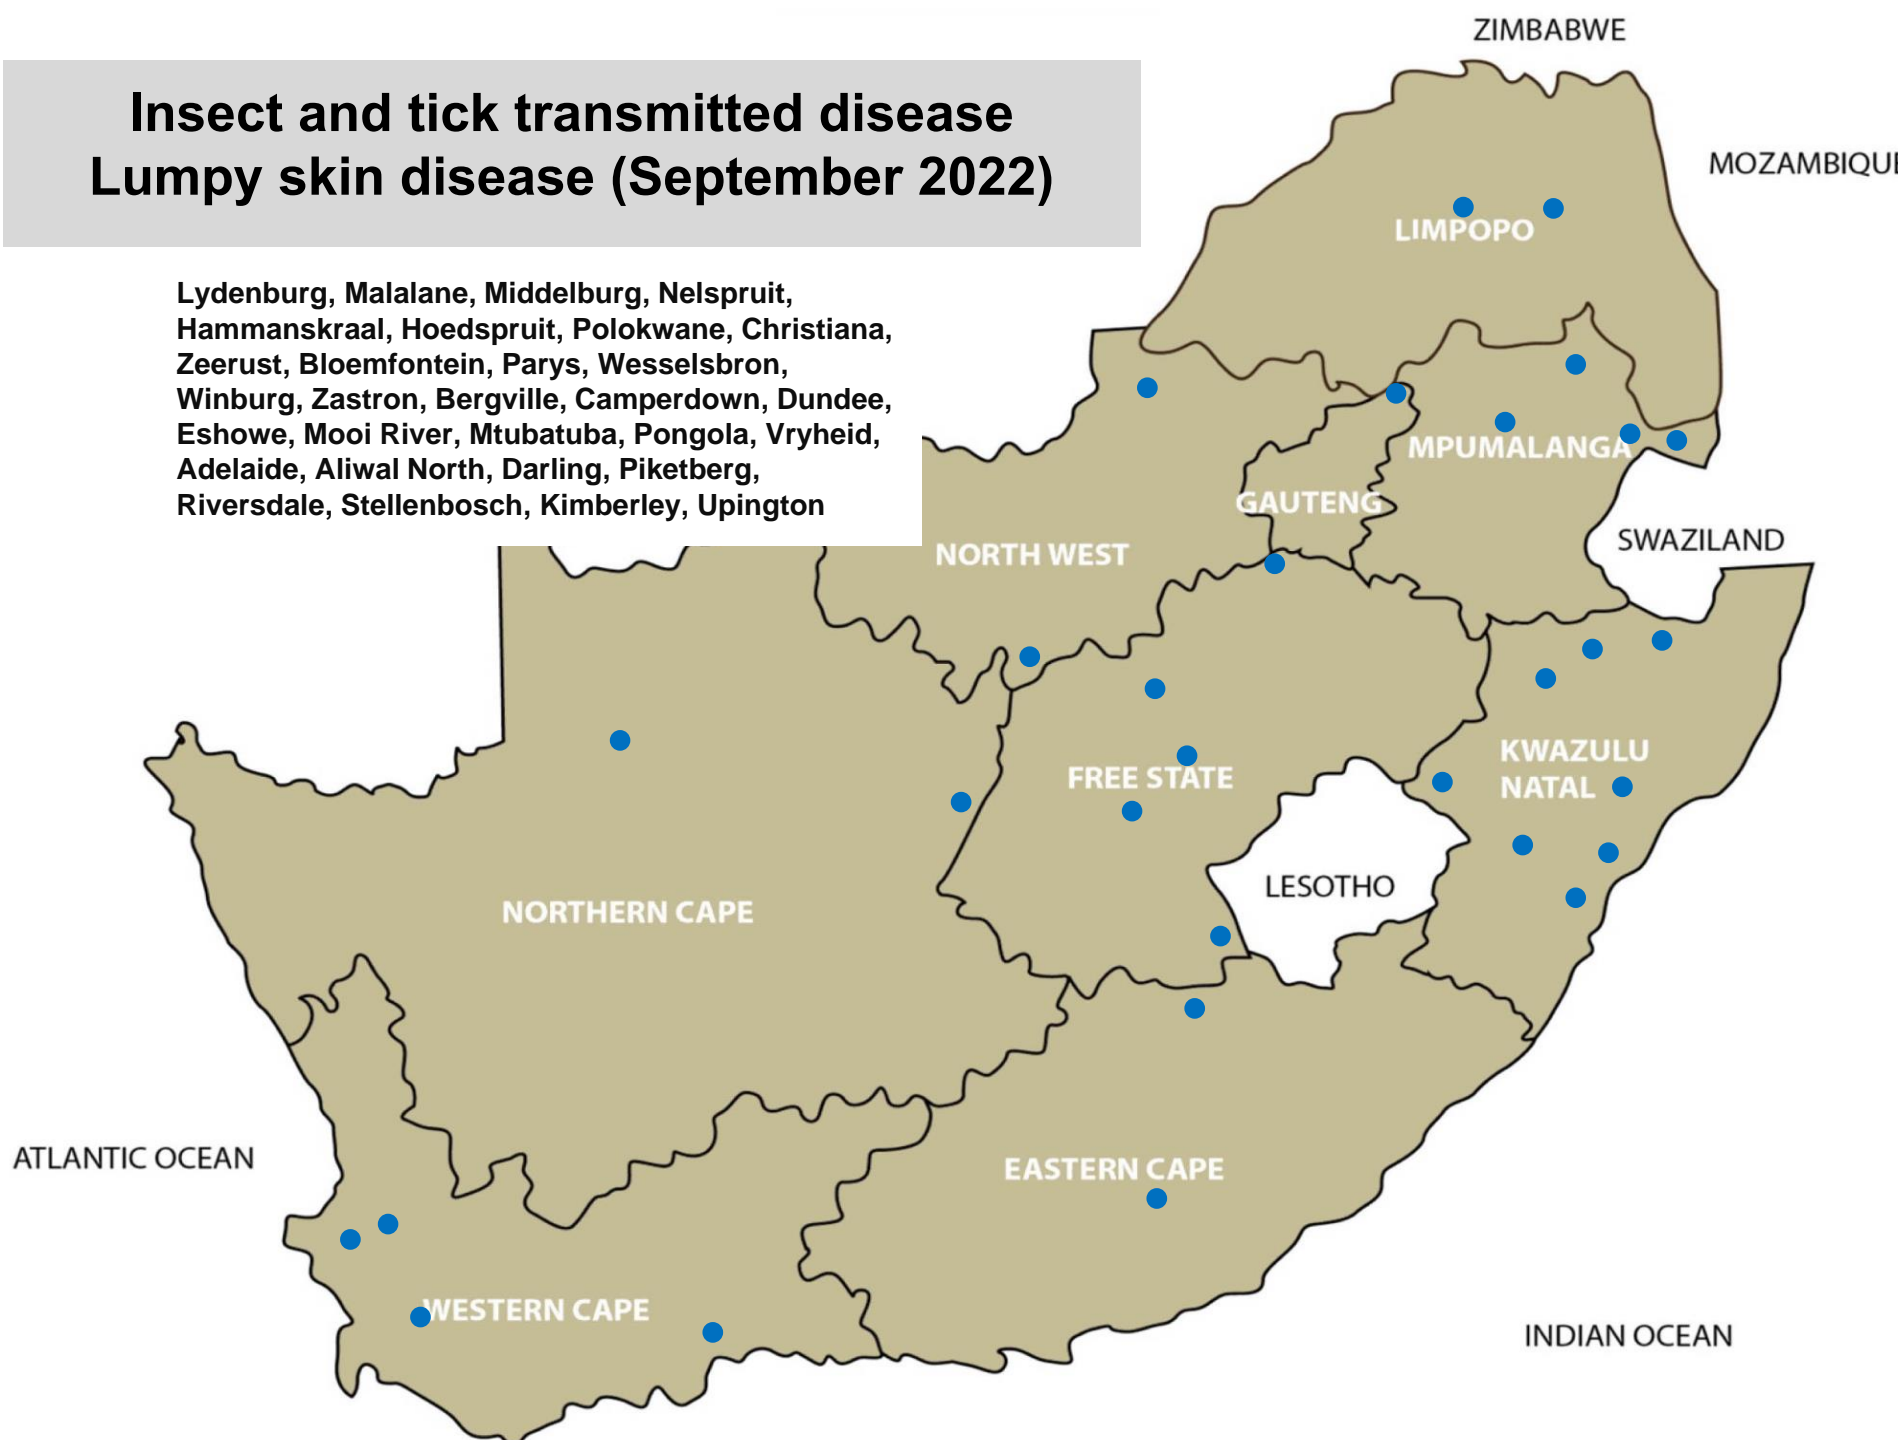 ZIMBABWE
Insect and tick transmitted disease
Lumpy skin disease (September 2022)
MOZAMBIQUE
LIMPOPO
Lydenburg, Malalane, Middelburg, Nelspruit,
Hammanskraal, Hoedspruit, Polokwane, Christiana,
Zeerust, Bloemfontein, Parys, Wesselsbron,
Winburg, Zastron, Bergville, Camperdown, Dundee,
Eshowe, Mooi River, Mtubatuba, Pongola, Vryheid,
Adelaide, Aliwal North, Darling, Piketberg,
Riversdale, Stellenbosch, Kimberley, Upington
MPUMALANGA
GAUTENG
SWAZILAND
NORTH WEST
KWAZULU
NATAL
FREE STATE
LESOTHO
NORTHERN CAPE
ATLANTIC OCEAN
EASTERN CAPE
WESTERN CAPE
INDIAN OCEAN